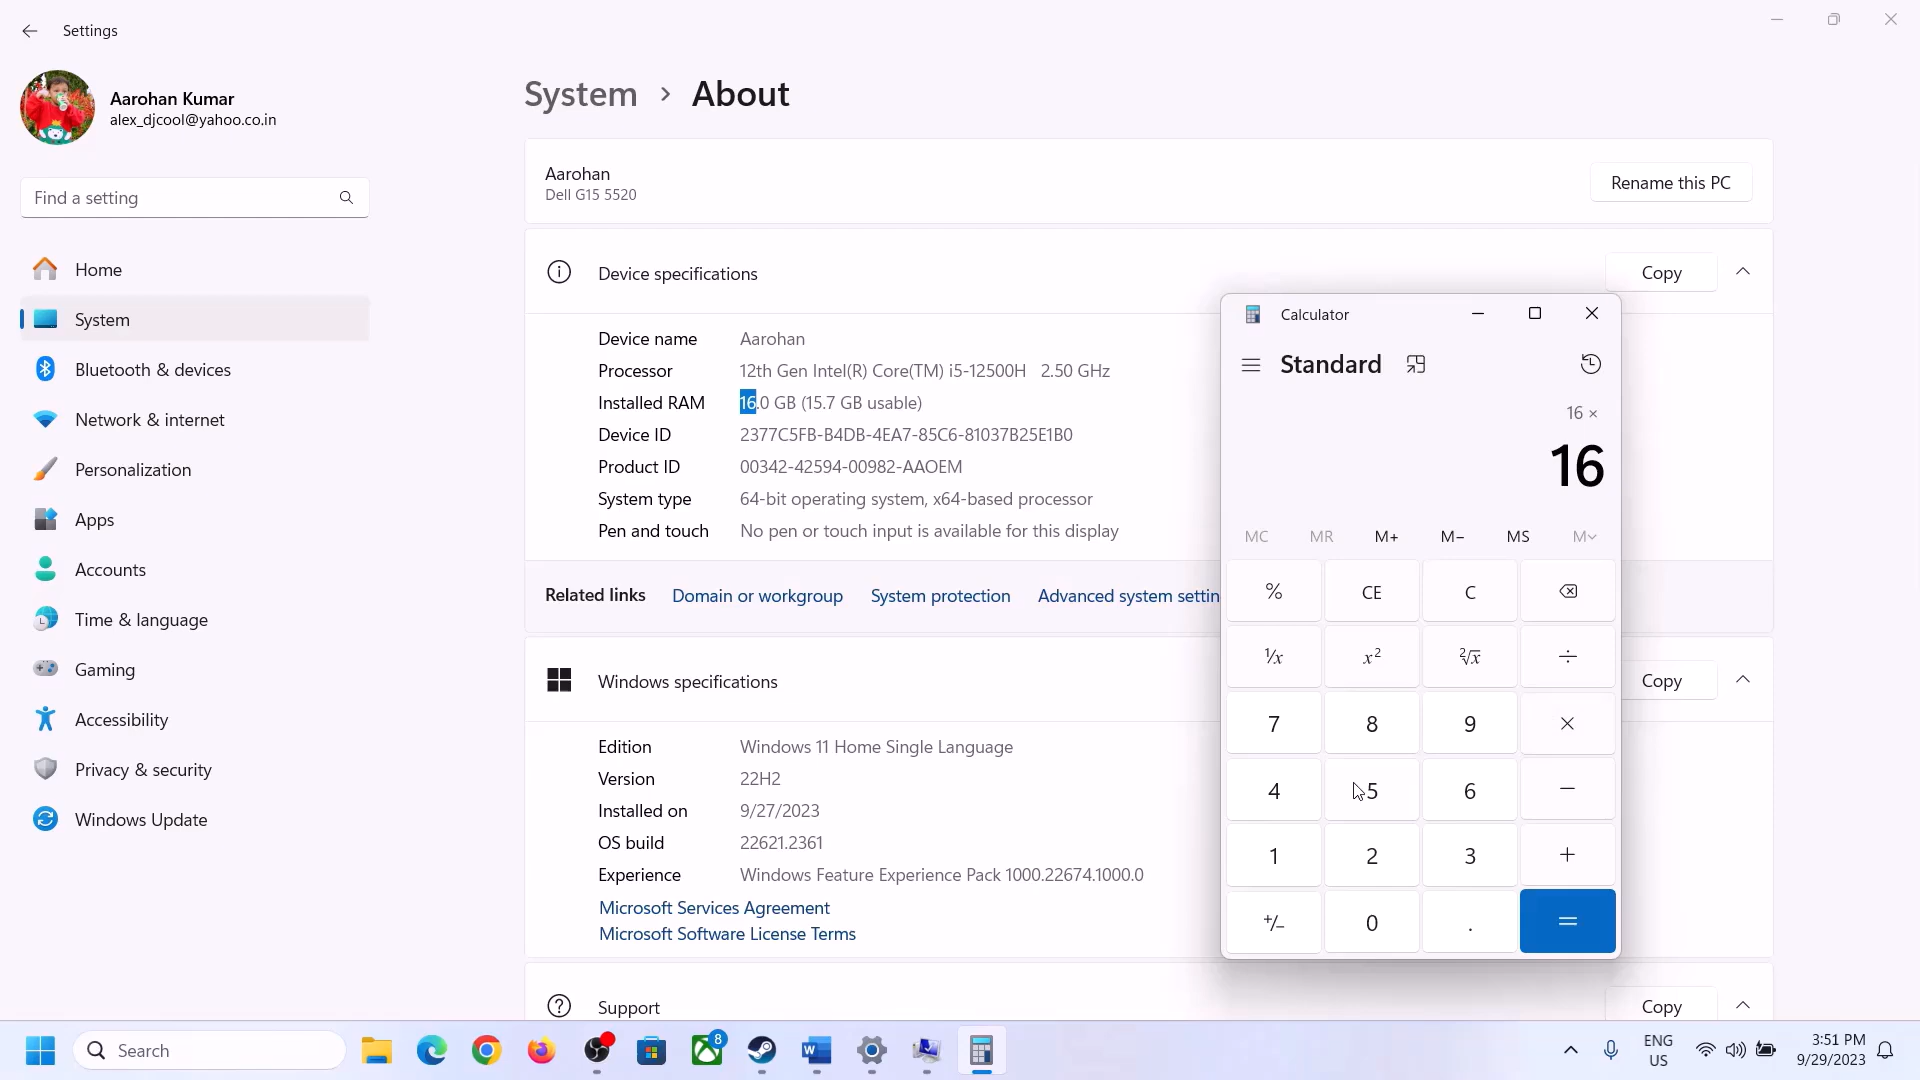 Settings
Aarohan Kumar
alex_djcool@yahoo.co.in
Find a setting
Home
System
Bluetooth & devices
Network & internet
Personalization
Apps
Accounts
Time & language
Gaming
Accessibility
Privacy & security
Windows Update
System > About
Aarohan
Dell G15 5520
Rename this PC
Device specifications
Copy
Device name Aarohan
Processor 12th Gen Intel(R) Core(TM) i5-12500H 2.50 GHz
Installed RAM 16.0 GB (15.7 GB usable)
Device ID 2377C5FB-B4DB-4EA7-85C6-81037B25E1B0
Product ID 00342-42594-00982-AAOEM
System type 64-bit operating system, x64-based processor
Pen and touch No pen or touch input is available for this display
Related links Domain or workgroup System protection Advanced system settin
Windows specifications
Copy
Edition Windows 11 Home Single Language
Version 22H2
Installed on 9/27/2023
OS build 22621.2361
Experience Windows Feature Experience Pack 1000.22674.1000.0
Microsoft Services Agreement
Microsoft Software License Terms
Support
Copy
Calculator
Standard
16 ×
16
MC MR M+ M− MS M
% CE C
⅟x x² ²√x ÷
7 8 9 ×
4 5 6 −
1 2 3 +
+/− 0 . =
Search
8
ENG
US
3:51 PM
9/29/2023